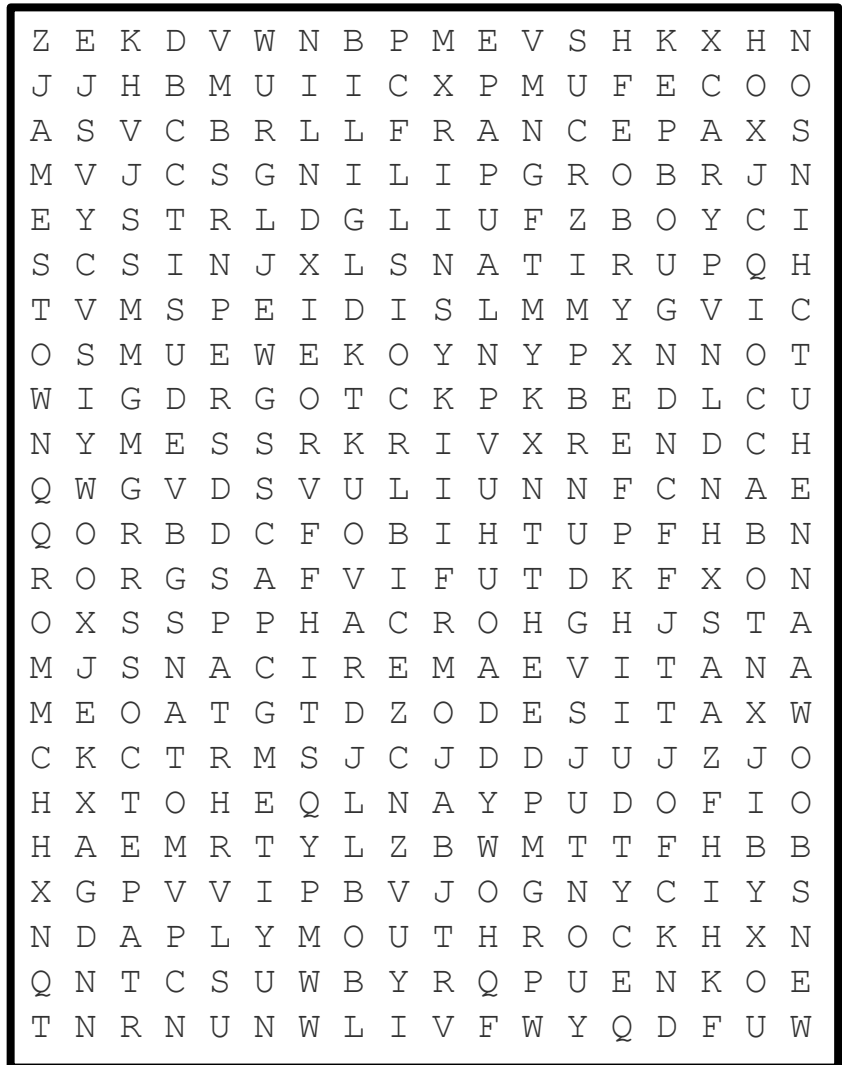 Z E K D V W N B P M E V S H K X H N
J J H B M U I I C X P M U F E C O O
A S V C B R L L F R A N C E P A X S
M V J C S G N I L I P G R O B R J N
E Y S T R L D G L I U F Z B O Y C I
S C S I N J X L S N A T I R U P Q H
T V M S P E I D I S L M M Y G V I C
O S M U E W E K O Y N Y P X N N O T
W I G D R G O T C K P K B E D L C U
N Y M E S S R K R I V X R E N D C H
Q W G V D S V U L I U N N F C N A E
Q O R B D C F O B I H T U P F H B N
R O R G S A F V I F U T D K F X O N
O X S S P P H A C R O H G H J S T A
M J S N A C I R E M A E V I T A N A
M E O A T G T D Z O D E S I T A X W
C K C T R M S J C J D D J U J Z J O
H X T O H E Q L N A Y P U D O F I O
H A E M R T Y L Z B W M T T F H B B
X G P V V I P B V J O G N Y C I Y S
N D A P L Y M O U T H R O C K H X N
Q N T C S U W B Y R Q P U E N K O E
T N R N U N W L I V F W Y Q D F U W